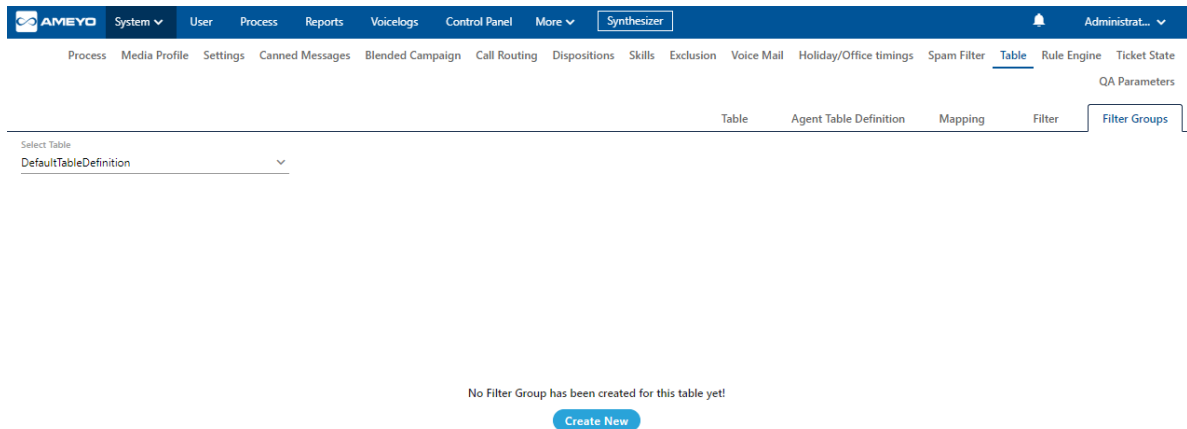 AMEYO System User Process Reports Voicelogs Control Panel More Synthesizer Administrat...
Process Media Profile Settings Canned Messages Blended Campaign Call Routing Dispositions Skills Exclusion Voice Mail Holiday/Office timings Spam Filter Table Rule Engine Ticket State
QA Parameters
Table Agent Table Definition Mapping Filter Filter Groups
Select Table
DefaultTableDefinition
No Filter Group has been created for this table yet!
Create New